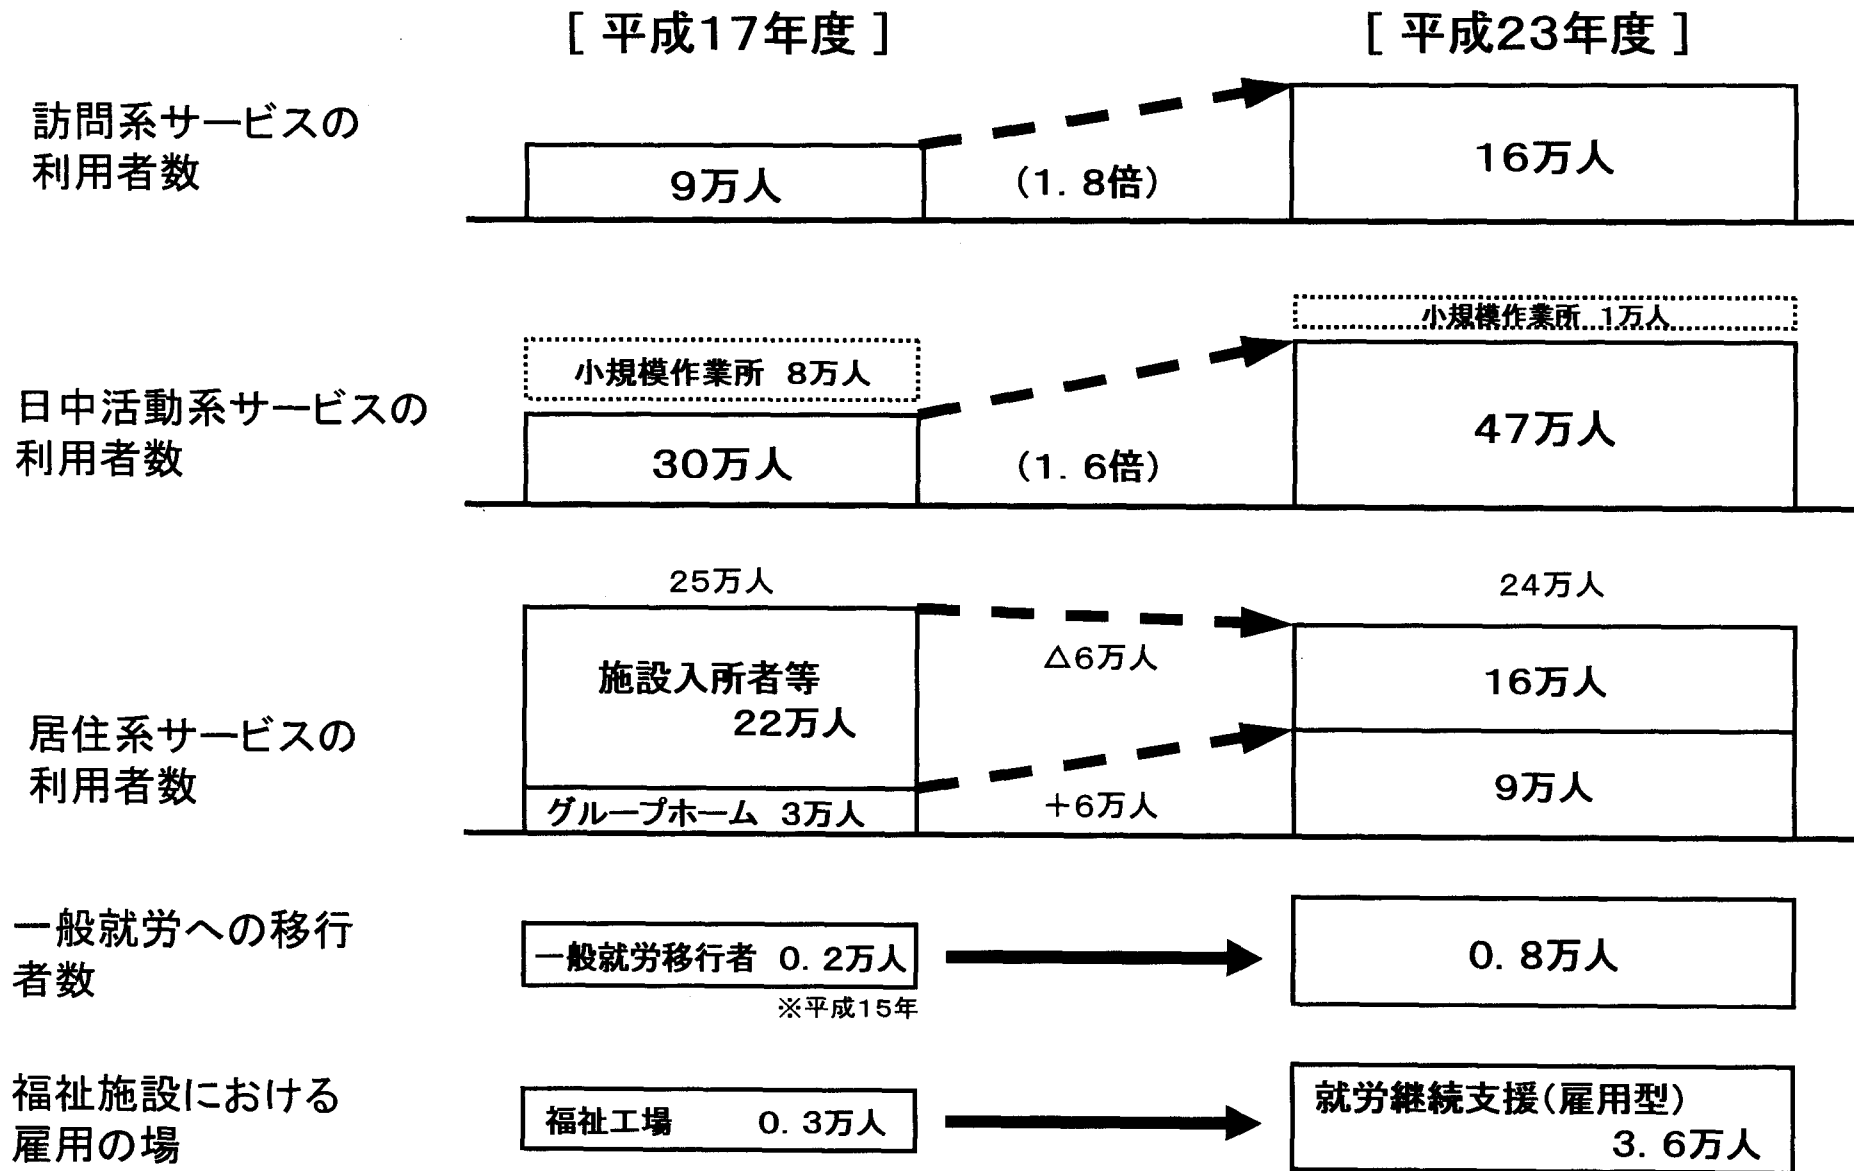 [ 平成17年度 ]
[ 平成23年度 ]
訪問系サービスの
利用者数
9万人
(1. 8倍)
16万人
日中活動系サービスの
利用者数
小規模作業所 8万人
30万人
(1. 6倍)
小規模作業所 1万人
47万人
居住系サービスの
利用者数
25万人
施設入所者等
22万人
グループホーム 3万人
△6万人
+6万人
24万人
16万人
9万人
一般就労への移行
者数
一般就労移行者 0. 2万人
※平成15年
0. 8万人
福祉施設における
雇用の場
福祉工場 0. 3万人
就労継続支援(雇用型)
3. 6万人